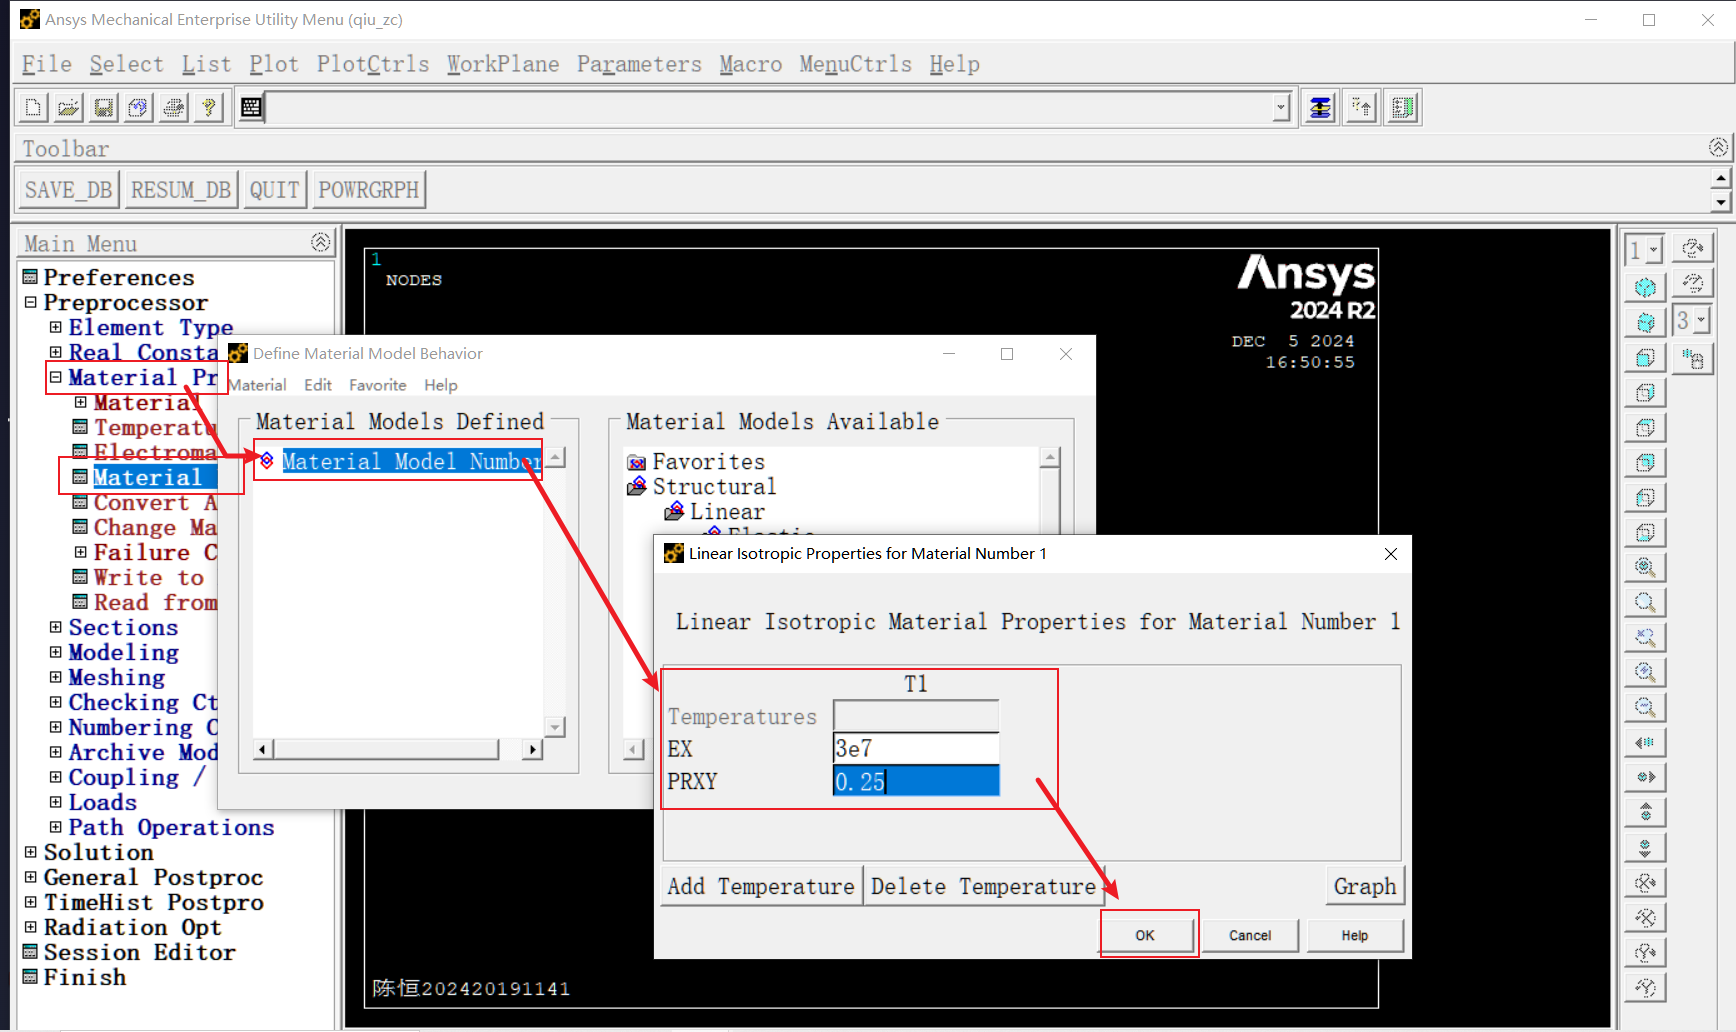 Ansys Mechanical Enterprise Utility Menu (qiu_zc)
File Select List Plot PlotCtrls WorkPlane Parameters Macro MenuCtrls Help
Toolbar
SAVE_DB RESUM_DB QUIT POWRGRPH
Main Menu
Preferences
Preprocessor
Element Type
Real Consta
Material Pr
Material
Temperatu
Electroma
Material
Convert A
Change Ma
Failure C
Write to
Read from
Sections
Modeling
Meshing
Checking Ct
Numbering C
Archive Mod
Coupling /
Loads
Path Operations
Solution
General Postproc
TimeHist Postpro
Radiation Opt
Session Editor
Finish
1
NODES
Ansys
2024 R2
DEC 5 2024
16:50:55
Define Material Model Behavior
Material Edit Favorite Help
Material Models Defined
Material Model Number
Material Models Available
Favorites
Structural
Linear
Elastic
Linear Isotropic Properties for Material Number 1
Linear Isotropic Material Properties for Material Number 1
T1
Temperatures
EX 3e7
PRXY 0.25
Add Temperature Delete Temperature Graph
OK Cancel Help
陈恒202420191141
1
3